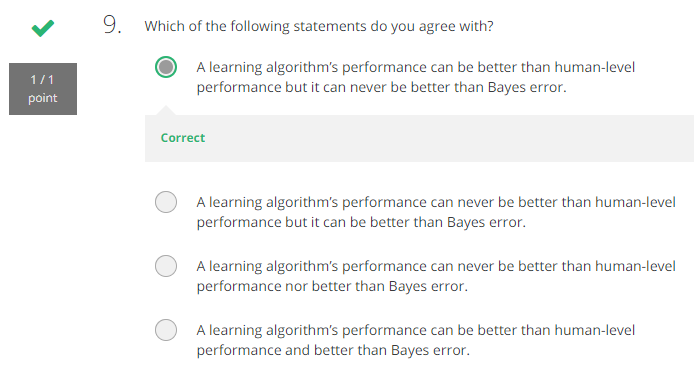 9. Which of the following statements do you agree with?
1 / 1
point
A learning algorithm's performance can be better than human-level
performance but it can never be better than Bayes error.
Correct
A learning algorithm's performance can never be better than human-level
performance but it can be better than Bayes error.
A learning algorithm's performance can never be better than human-level
performance nor better than Bayes error.
A learning algorithm's performance can be better than human-level
performance and better than Bayes error.